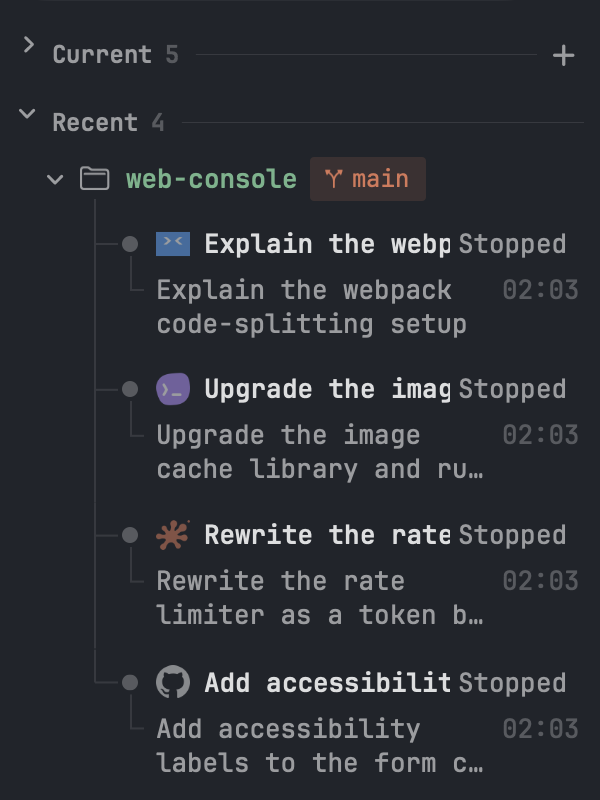 Current 5
Recent 4
web-console main
Explain the webp Stopped
Explain the webpack 02:03
code-splitting setup
Upgrade the imag Stopped
Upgrade the image 02:03
cache library and ru…
Rewrite the rate Stopped
Rewrite the rate 02:03
limiter as a token b…
Add accessibilit Stopped
Add accessibility 02:03
labels to the form c…